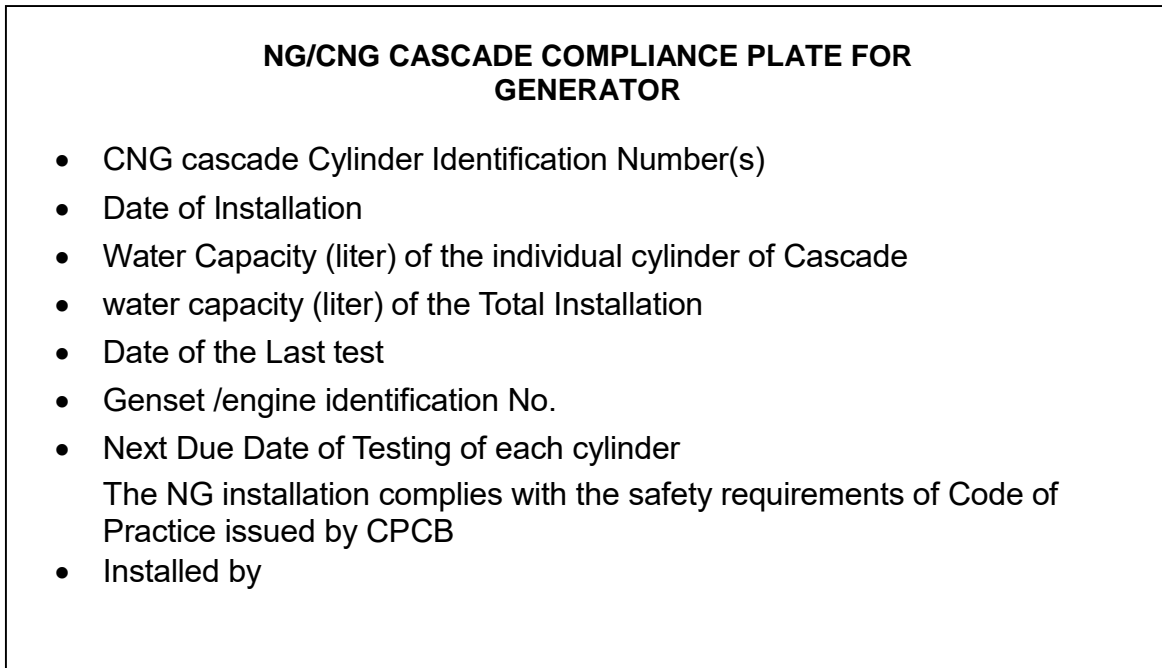 NG/CNG CASCADE COMPLIANCE PLATE FOR
GENERATOR
• CNG cascade Cylinder Identification Number(s)
• Date of Installation
• Water Capacity (liter) of the individual cylinder of Cascade
• water capacity (liter) of the Total Installation
• Date of the Last test
• Genset /engine identification No.
• Next Due Date of Testing of each cylinder
The NG installation complies with the safety requirements of Code of
Practice issued by CPCB
• Installed by